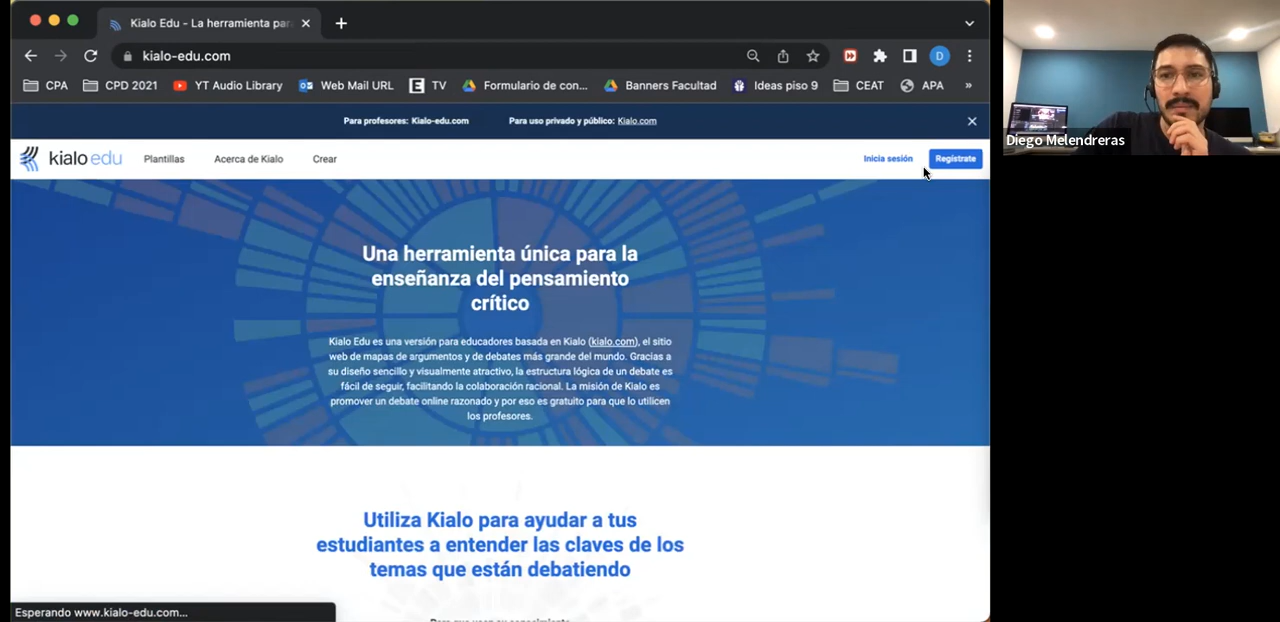 Kialo Edu - La herramienta par
kialo-edu.com
D
CPA
CPD 2021
YT Audio Library
Web Mail URL
E TV
Formulario de con...
Banners Facultad
Ideas piso 9
CEAT
APA
»
Para profesores: Kialo-edu.com
Para uso privado y público: Kialo.com
kialo edu
Plantillas
Acerca de Kialo
Crear
Inicia sesión
Regístrate
Una herramienta única para la
enseñanza del pensamiento
crítico
Kialo Edu es una versión para educadores basada en Kialo (kialo.com), el sitio
web de mapas de argumentos y de debates más grande del mundo. Gracias a
su diseño sencillo y visualmente atractivo, la estructura lógica de un debate es
fácil de seguir, facilitando la colaboración racional. La misión de Kialo es
promover un debate online razonado y por eso es gratuito para que lo utilicen
los profesores.
Utiliza Kialo para ayudar a tus
estudiantes a entender las claves de los
temas que están debatiendo
Esperando www.kialo-edu.com...
Diego Melendreras